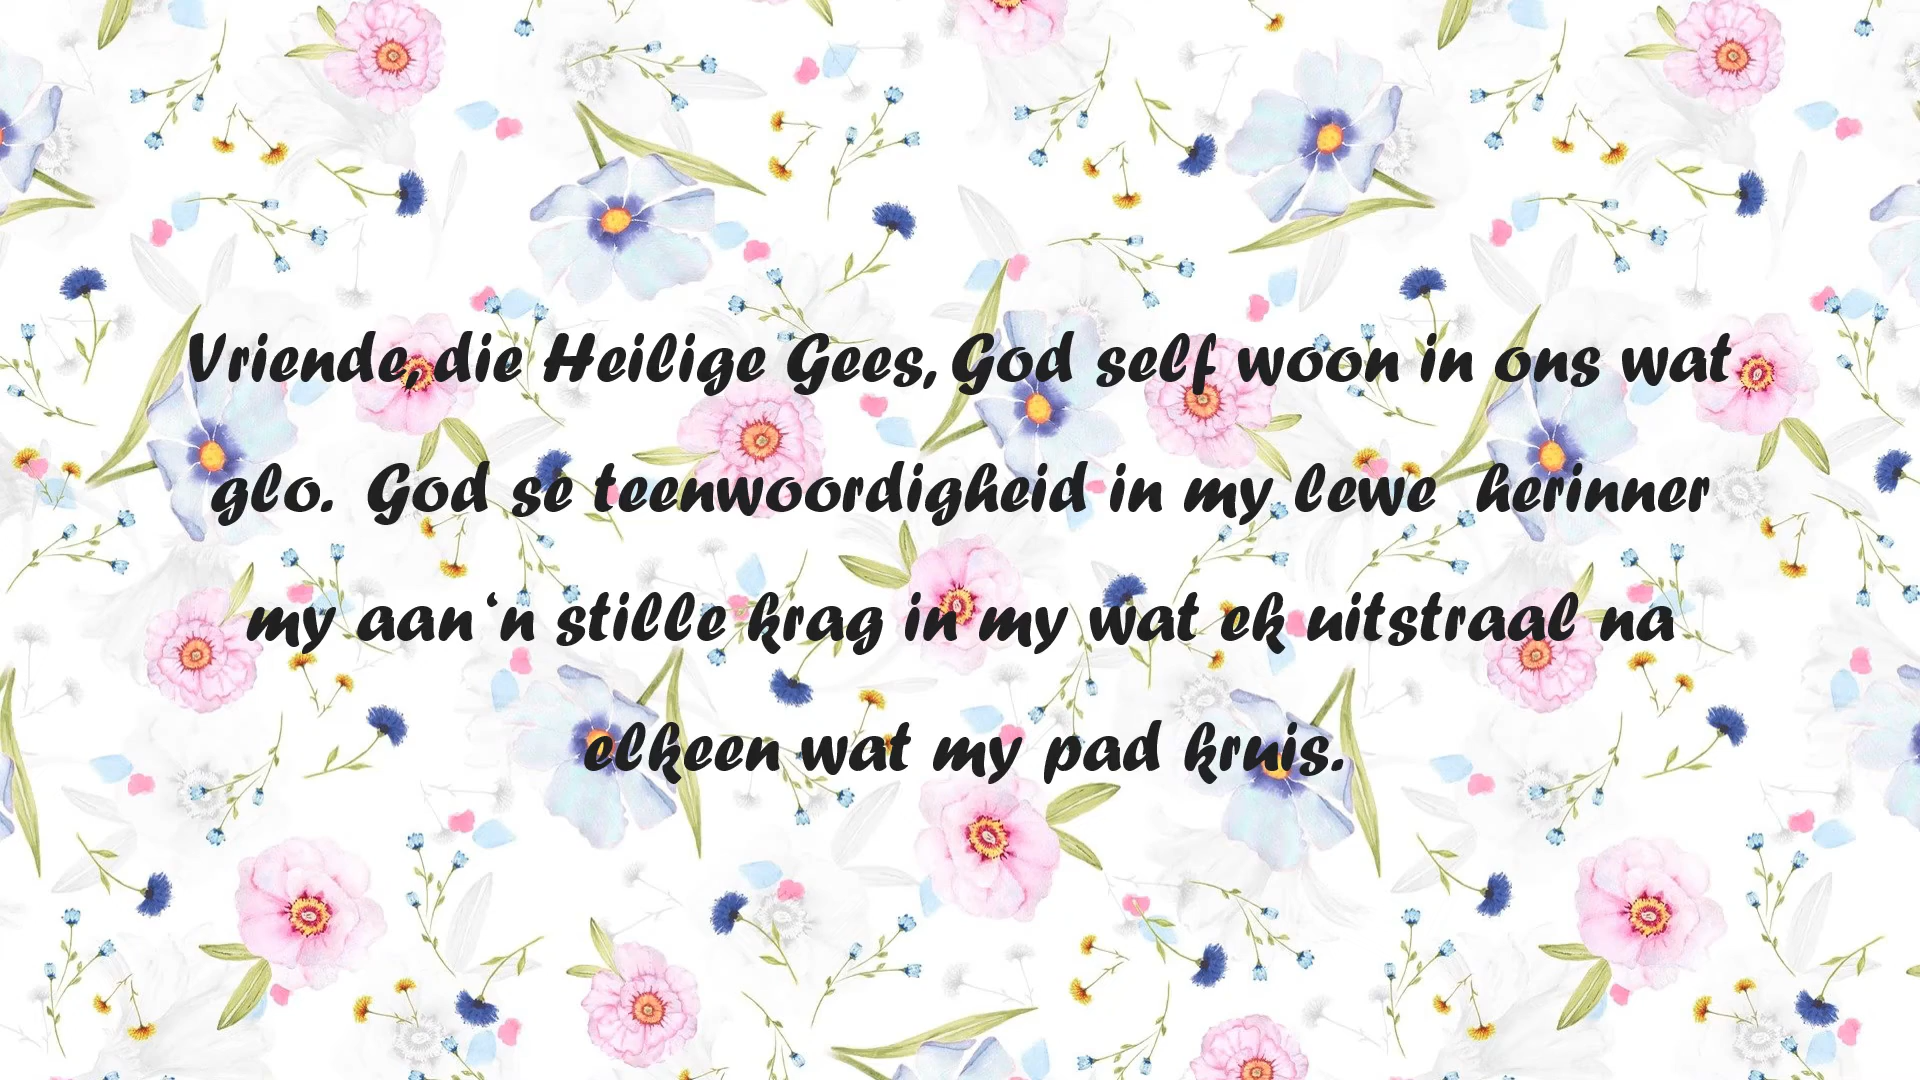 Vriende, die Heilige Gees, God self woon in ons wat
glo. God se teenwoordigheid in my lewe herinner
my aan ‘n stille krag in my wat ek uitstraal na
elkeen wat my pad kruis.